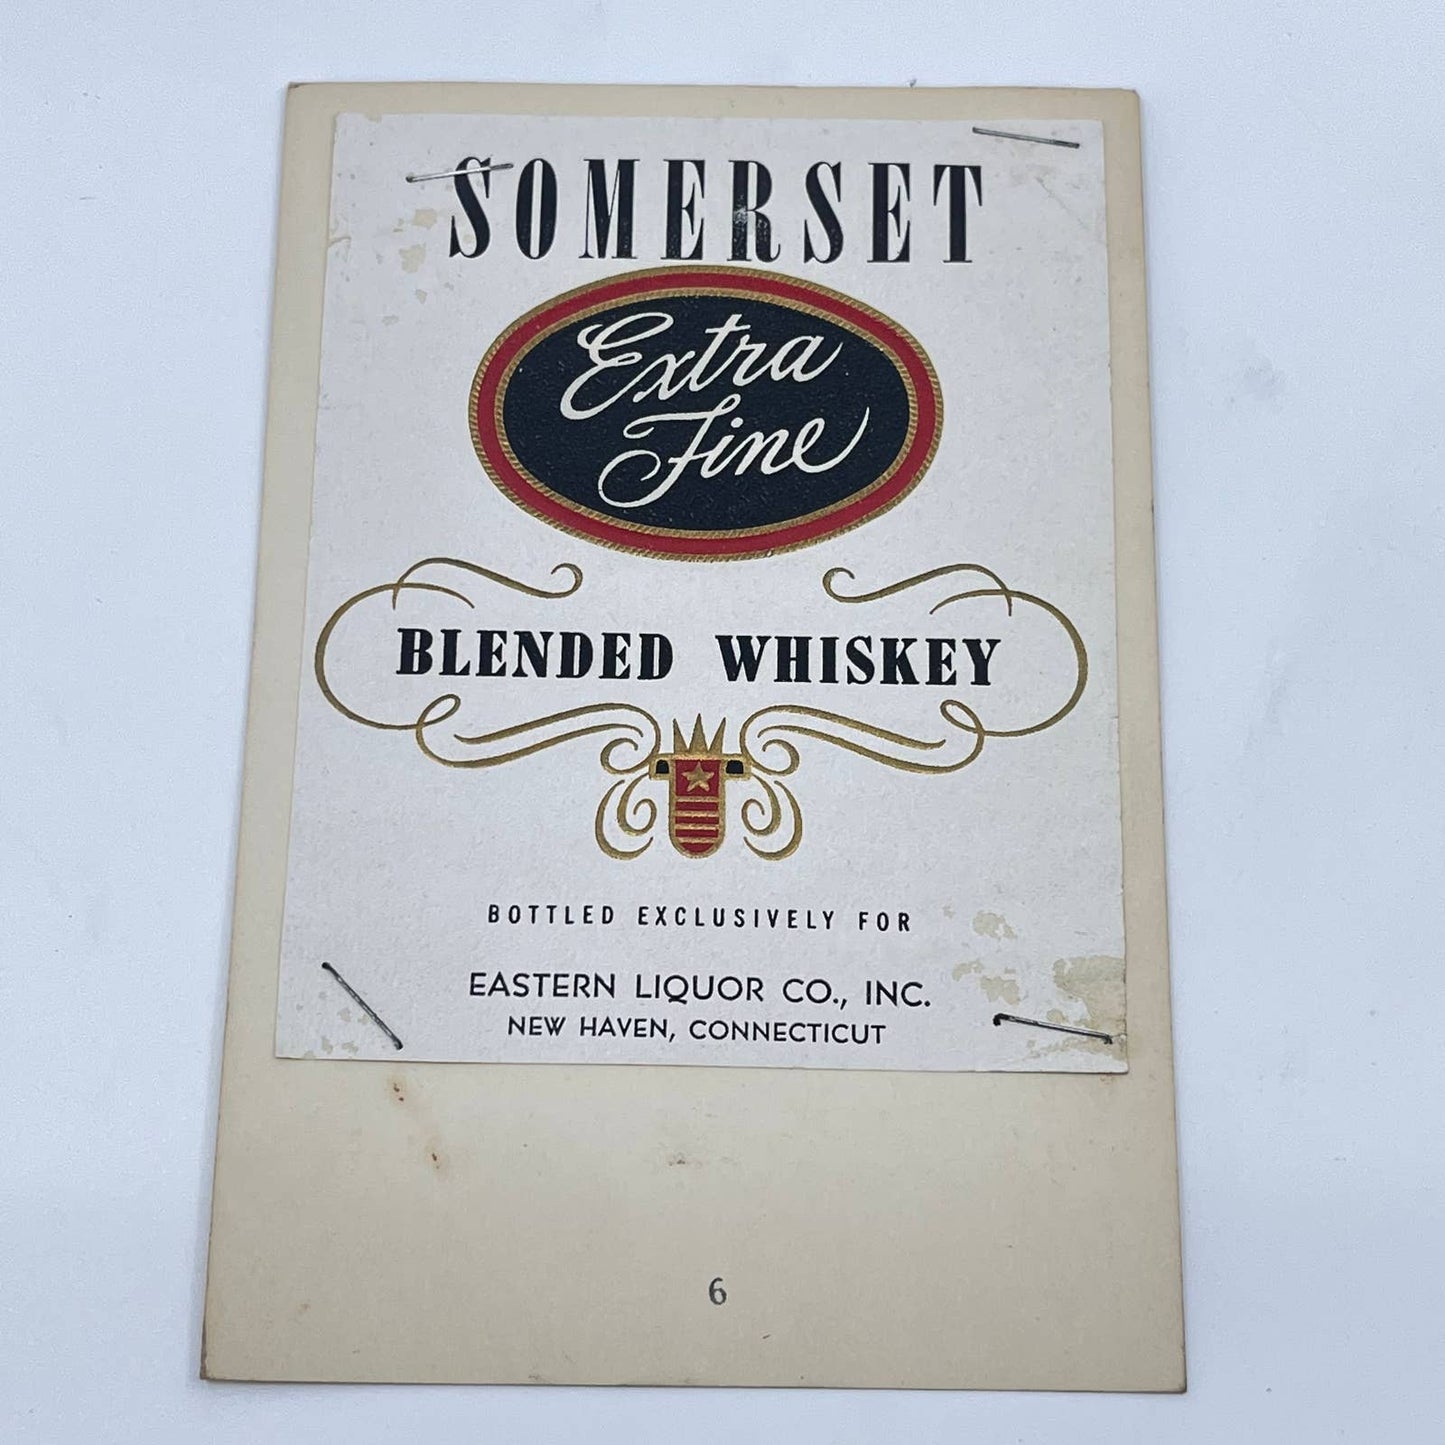 SOMERSET
Extra
Fine
BLENDED WHISKEY
BOTTLED EXCLUSIVELY FOR
EASTERN LIQUOR CO., INC.
NEW HAVEN, CONNECTICUT
6